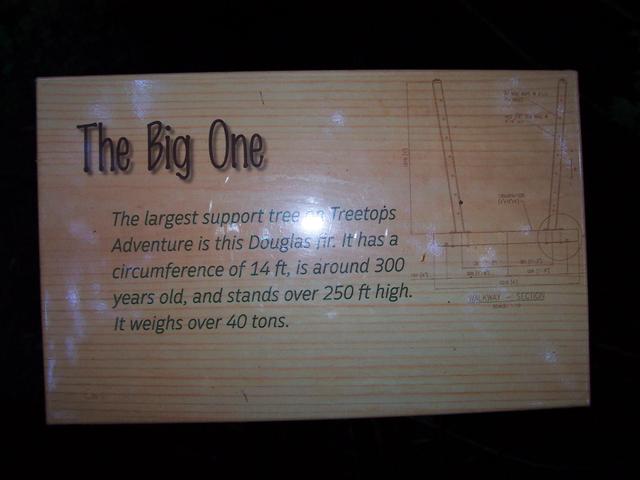 The Big One
The largest support tree on Treetops
Adventure is this Douglas fir. It has a
circumference of 14 ft, is around 300
years old, and stands over 250 ft high.
It weighs over 40 tons.
WALKWAY - SECTION